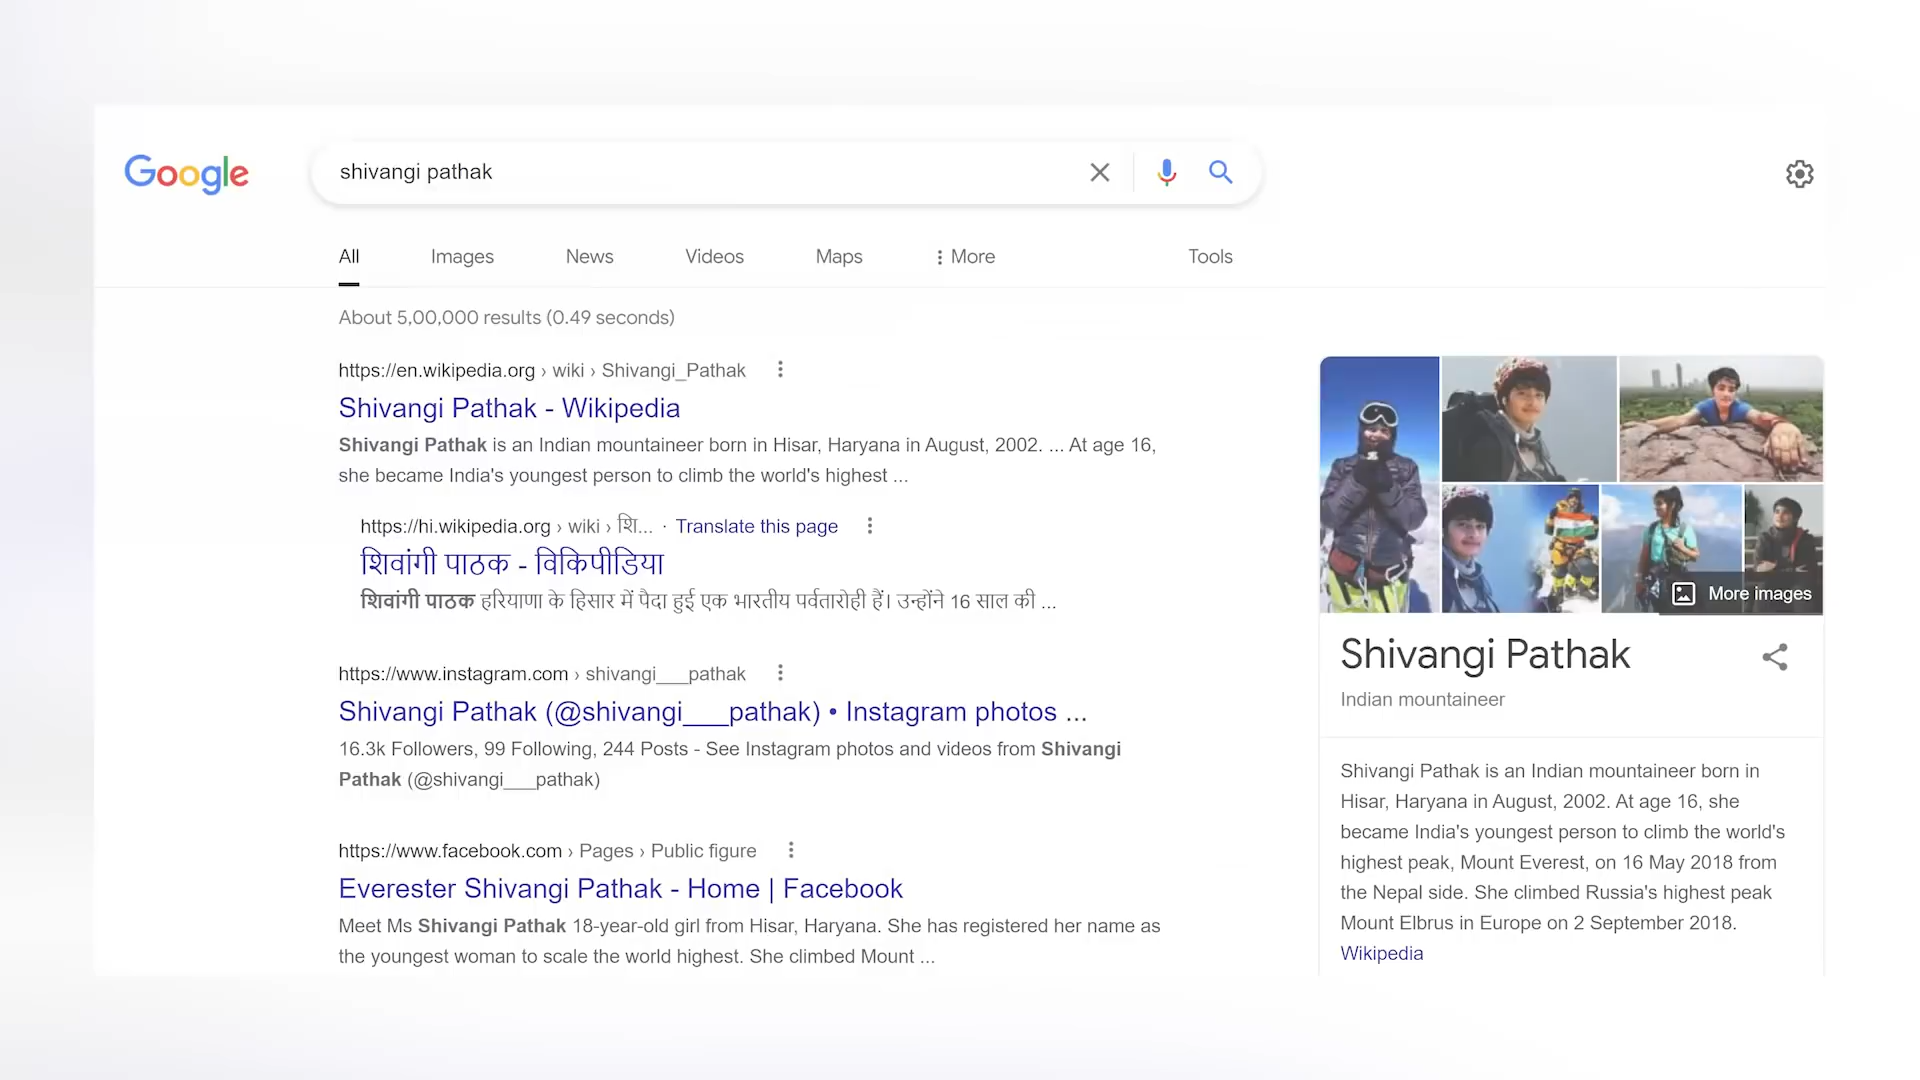 Google
shivangi pathak
All Images News Videos Maps More Tools
About 5,00,000 results (0.49 seconds)
https://en.wikipedia.org › wiki › Shivangi_Pathak
Shivangi Pathak - Wikipedia
Shivangi Pathak is an Indian mountaineer born in Hisar, Haryana in August, 2002. ... At age 16,
she became India's youngest person to climb the world's highest ...
https://hi.wikipedia.org › wiki › शि... · Translate this page
शिवांगी पाठक - विकिपीडिया
शिवांगी पाठक हरियाणा के हिसार में पैदा हुई एक भारतीय पर्वतारोही हैं। उन्होंने 16 साल की ...
https://www.instagram.com › shivangi___pathak
Shivangi Pathak (@shivangi___pathak) • Instagram photos ...
16.3k Followers, 99 Following, 244 Posts - See Instagram photos and videos from Shivangi
Pathak (@shivangi___pathak)
https://www.facebook.com › Pages › Public figure
Everester Shivangi Pathak - Home | Facebook
Meet Ms Shivangi Pathak 18-year-old girl from Hisar, Haryana. She has registered her name as
the youngest woman to scale the world highest. She climbed Mount ...
More images
Shivangi Pathak
Indian mountaineer
Shivangi Pathak is an Indian mountaineer born in
Hisar, Haryana in August, 2002. At age 16, she
became India's youngest person to climb the world's
highest peak, Mount Everest, on 16 May 2018 from
the Nepal side. She climbed Russia's highest peak
Mount Elbrus in Europe on 2 September 2018.
Wikipedia